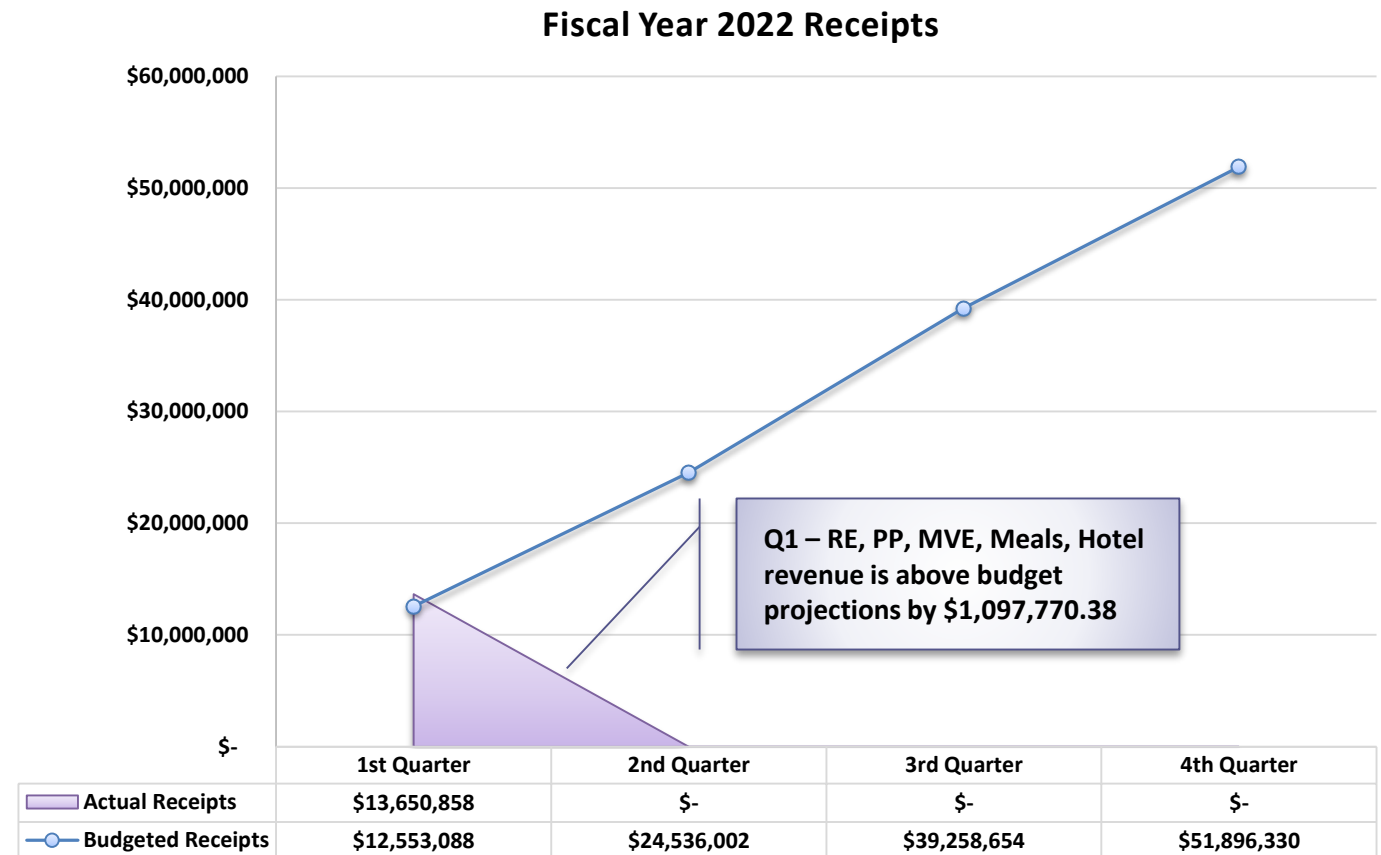 Fiscal Year 2022 Receipts
$60,000,000
$50,000,000
$40,000,000
$30,000,000
$20,000,000
$10,000,000
$-
Q1 – RE, PP, MVE, Meals, Hotel
revenue is above budget
projections by $1,097,770.38
1st Quarter 2nd Quarter 3rd Quarter 4th Quarter
Actual Receipts $13,650,858 $- $- $-
Budgeted Receipts $12,553,088 $24,536,002 $39,258,654 $51,896,330